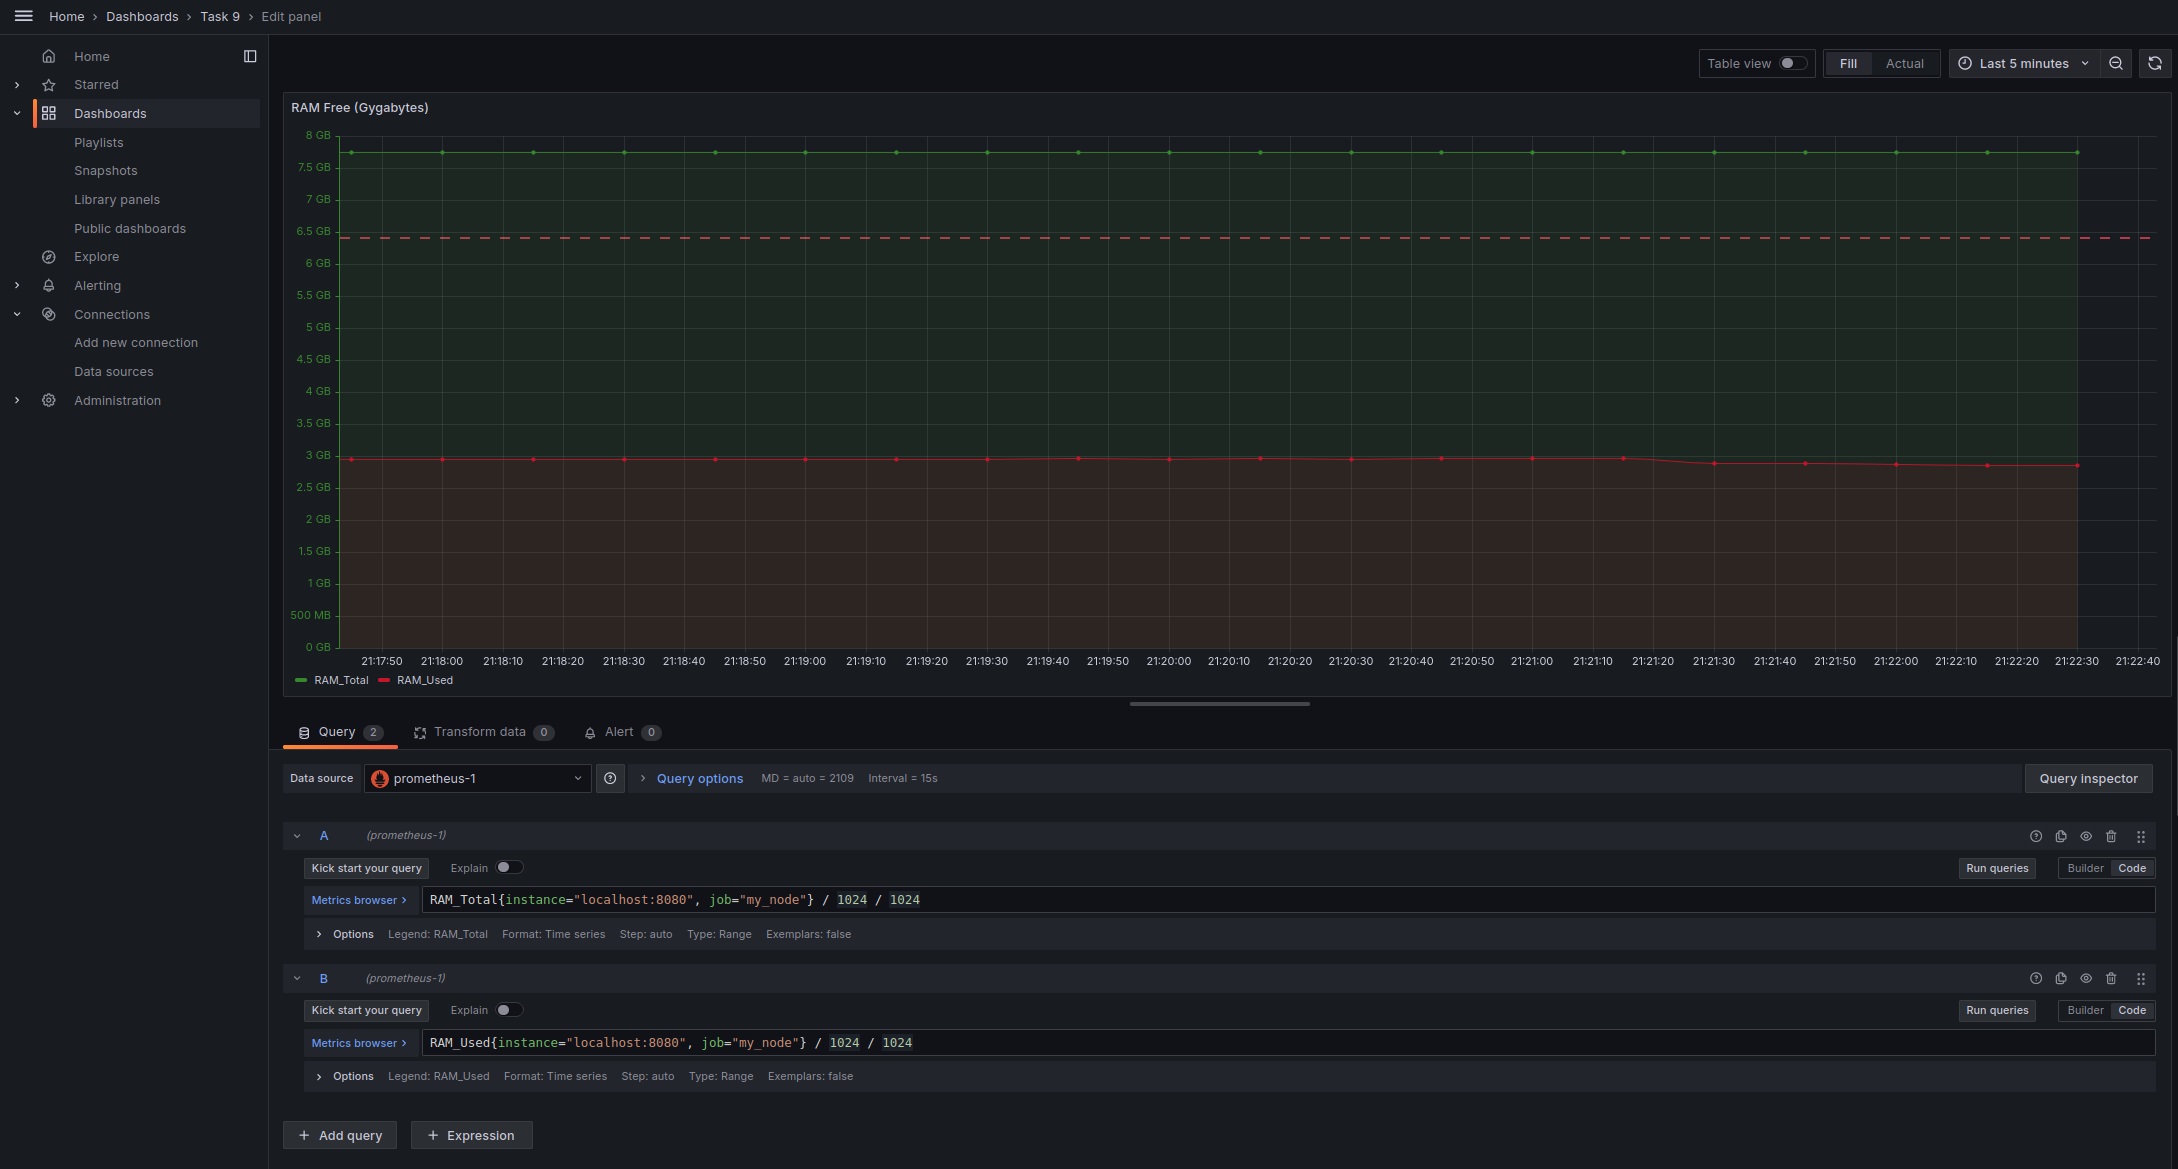 Home › Dashboards › Task 9 › Edit panel
Home
Starred
Dashboards
Playlists
Snapshots
Library panels
Public dashboards
Explore
Alerting
Connections
Add new connection
Data sources
Administration
Table view Fill Actual Last 5 minutes
RAM Free (Gygabytes)
8 GB
7.5 GB
7 GB
6.5 GB
6 GB
5.5 GB
5 GB
4.5 GB
4 GB
3.5 GB
3 GB
2.5 GB
2 GB
1.5 GB
1 GB
500 MB
0 GB
21:17:50 21:18:00 21:18:10 21:18:20 21:18:30 21:18:40 21:18:50 21:19:00 21:19:10 21:19:20 21:19:30 21:19:40 21:19:50 21:20:00 21:20:10 21:20:20 21:20:30 21:20:40 21:20:50 21:21:00 21:21:10 21:21:20 21:21:30 21:21:40 21:21:50 21:22:00 21:22:10 21:22:20 21:22:30 21:22:40
RAM_Total RAM_Used
Query 2 Transform data 0 Alert 0
Data source prometheus-1 Query options MD = auto = 2109 Interval = 15s Query inspector
A (prometheus-1)
Kick start your query Explain Run queries Builder Code
Metrics browser > RAM_Total{instance="localhost:8080", job="my_node"} / 1024 / 1024
Options Legend: RAM_Total Format: Time series Step: auto Type: Range Exemplars: false
B (prometheus-1)
Kick start your query Explain Run queries Builder Code
Metrics browser > RAM_Used{instance="localhost:8080", job="my_node"} / 1024 / 1024
Options Legend: RAM_Used Format: Time series Step: auto Type: Range Exemplars: false
+ Add query + Expression